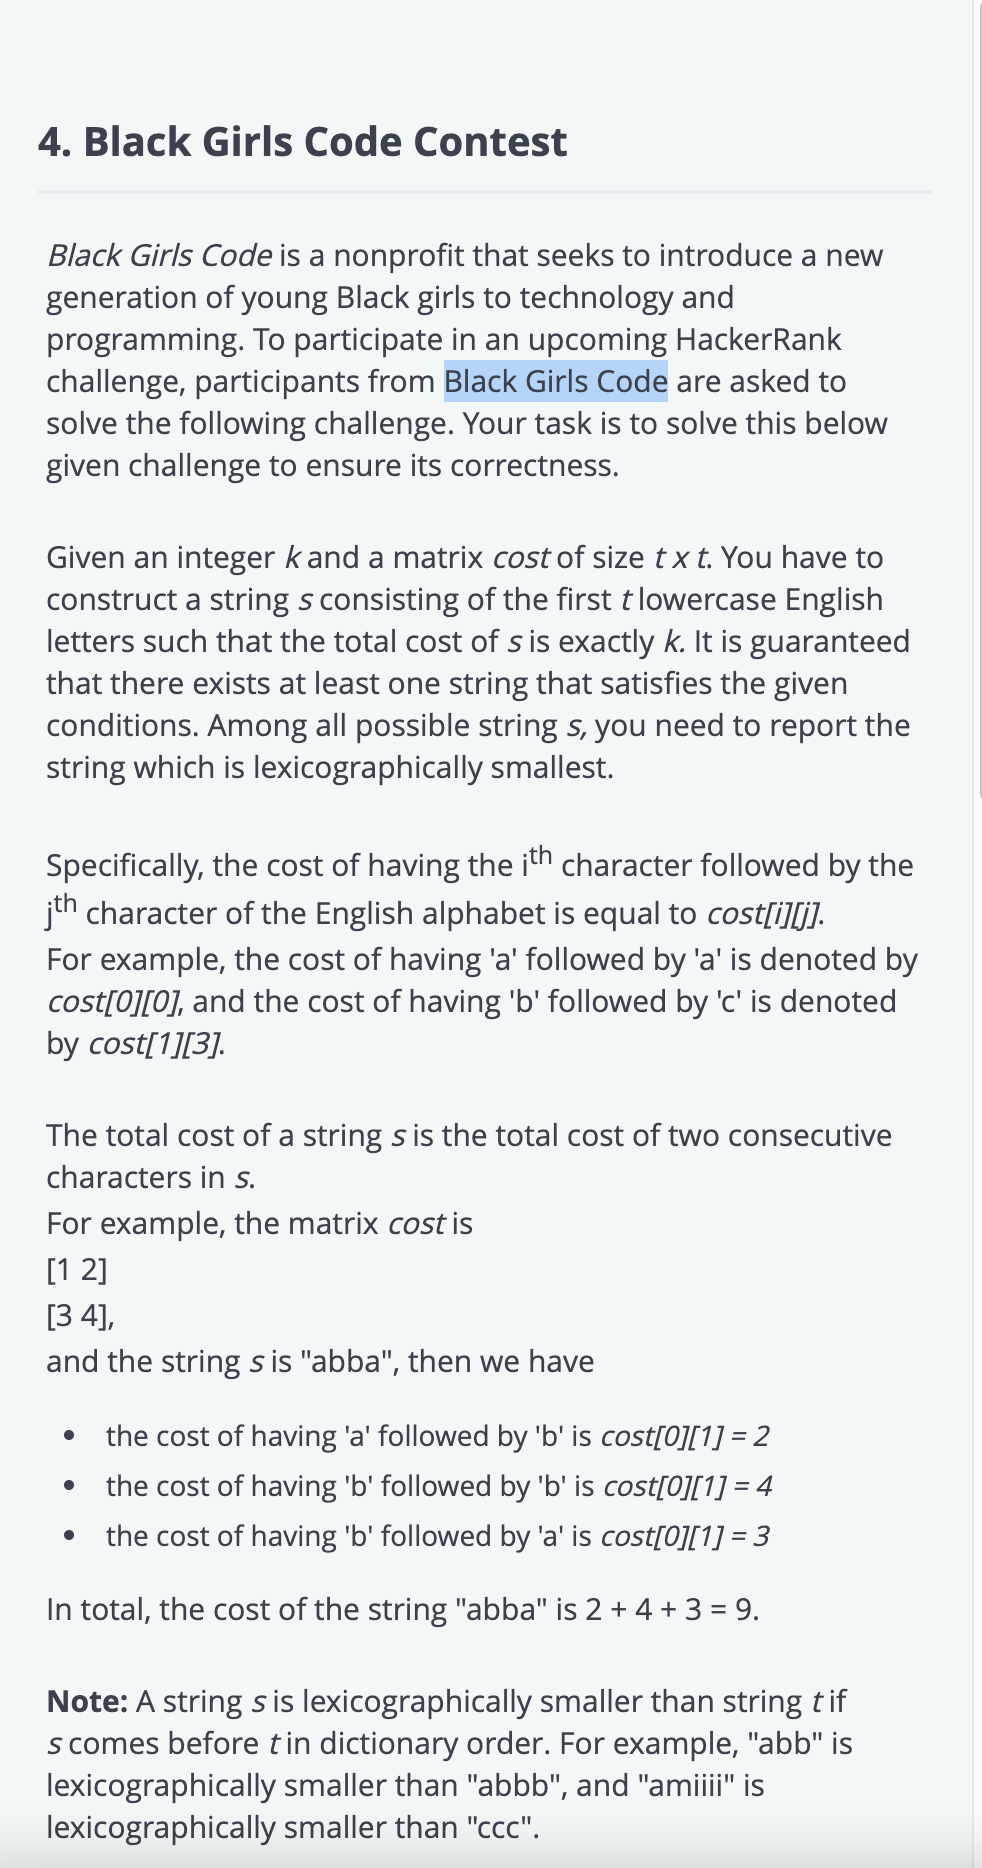 4. Black Girls Code Contest
Black Girls Code is a nonprofit that seeks to introduce a new
generation of young Black girls to technology and
programming. To participate in an upcoming HackerRank
challenge, participants from Black Girls Code are asked to
solve the following challenge. Your task is to solve this below
given challenge to ensure its correctness.
Given an integer k and a matrix cost of size t x t. You have to
construct a string s consisting of the first t lowercase English
letters such that the total cost of s is exactly k. It is guaranteed
that there exists at least one string that satisfies the given
conditions. Among all possible string s, you need to report the
string which is lexicographically smallest.
Specifically, the cost of having the ith character followed by the
jth character of the English alphabet is equal to cost[i][j].
For example, the cost of having 'a' followed by 'a' is denoted by
cost[0][0], and the cost of having 'b' followed by 'c' is denoted
by cost[1][3].
The total cost of a string s is the total cost of two consecutive
characters in s.
For example, the matrix cost is
[1 2]
[3 4],
and the string s is "abba", then we have
• the cost of having 'a' followed by 'b' is cost[0][1] = 2
• the cost of having 'b' followed by 'b' is cost[0][1] = 4
• the cost of having 'b' followed by 'a' is cost[0][1] = 3
In total, the cost of the string "abba" is 2 + 4 + 3 = 9.
Note: A string s is lexicographically smaller than string t if
s comes before t in dictionary order. For example, "abb" is
lexicographically smaller than "abbb", and "amiiii" is
lexicographically smaller than "ccc".